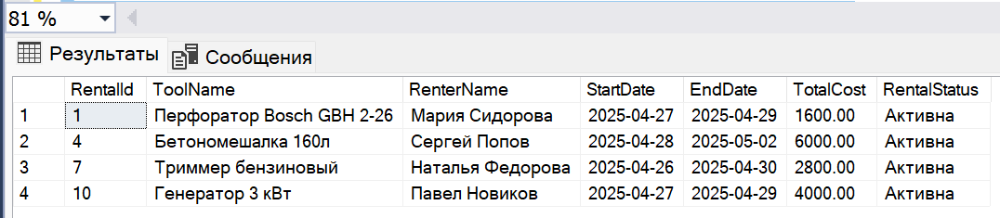 81 %
Результаты Сообщения
RentalId ToolName RenterName StartDate EndDate TotalCost RentalStatus
1 1 Перфоратор Bosch GBH 2-26 Мария Сидорова 2025-04-27 2025-04-29 1600.00 Активна
2 4 Бетономешалка 160л Сергей Попов 2025-04-28 2025-05-02 6000.00 Активна
3 7 Триммер бензиновый Наталья Федорова 2025-04-26 2025-04-30 2800.00 Активна
4 10 Генератор 3 кВт Павел Новиков 2025-04-27 2025-04-29 4000.00 Активна